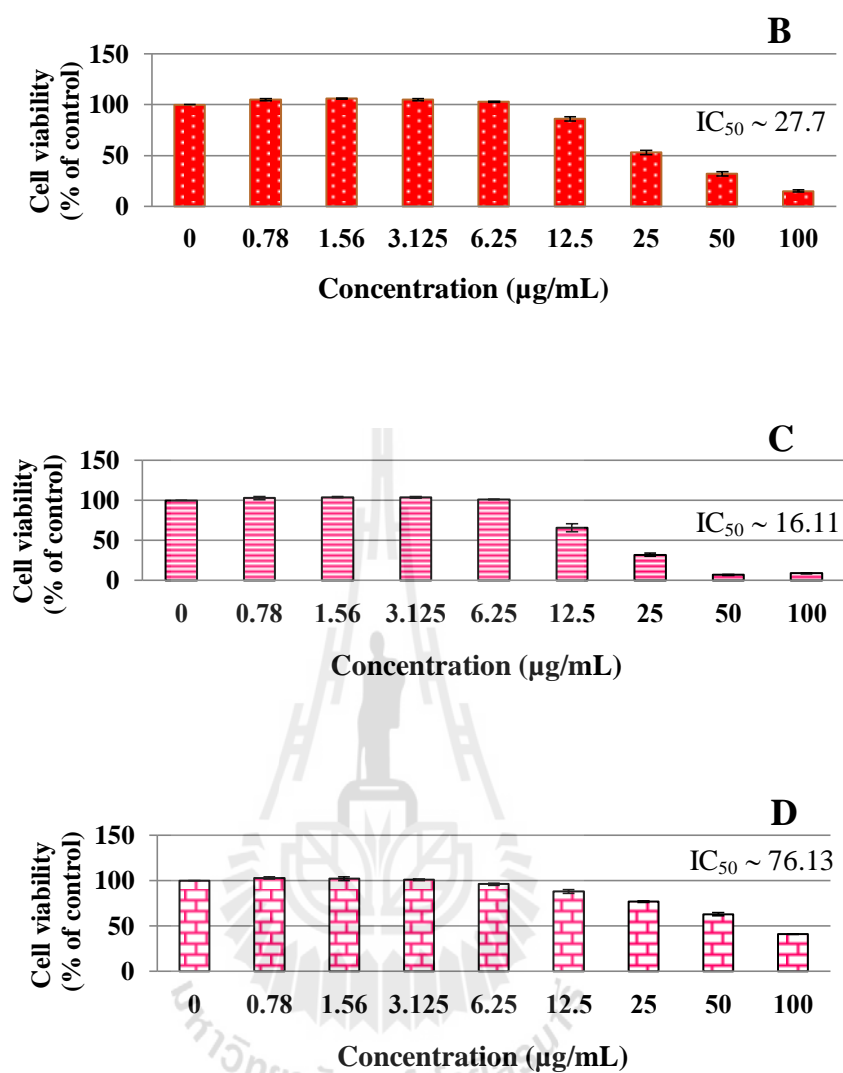 B
Cell viability
(% of control)
150
100
50
0
IC50 ~ 27.7
0 0.78 1.56 3.125 6.25 12.5 25 50 100
Concentration (µg/mL)
C
Cell viability
(% of control)
150
100
50
0
IC50 ~ 16.11
0 0.78 1.56 3.125 6.25 12.5 25 50 100
Concentration (µg/mL)
D
Cell viability
(% of control)
150
100
50
0
IC50 ~ 76.13
0 0.78 1.56 3.125 6.25 12.5 25 50 100
Concentration (µg/mL)